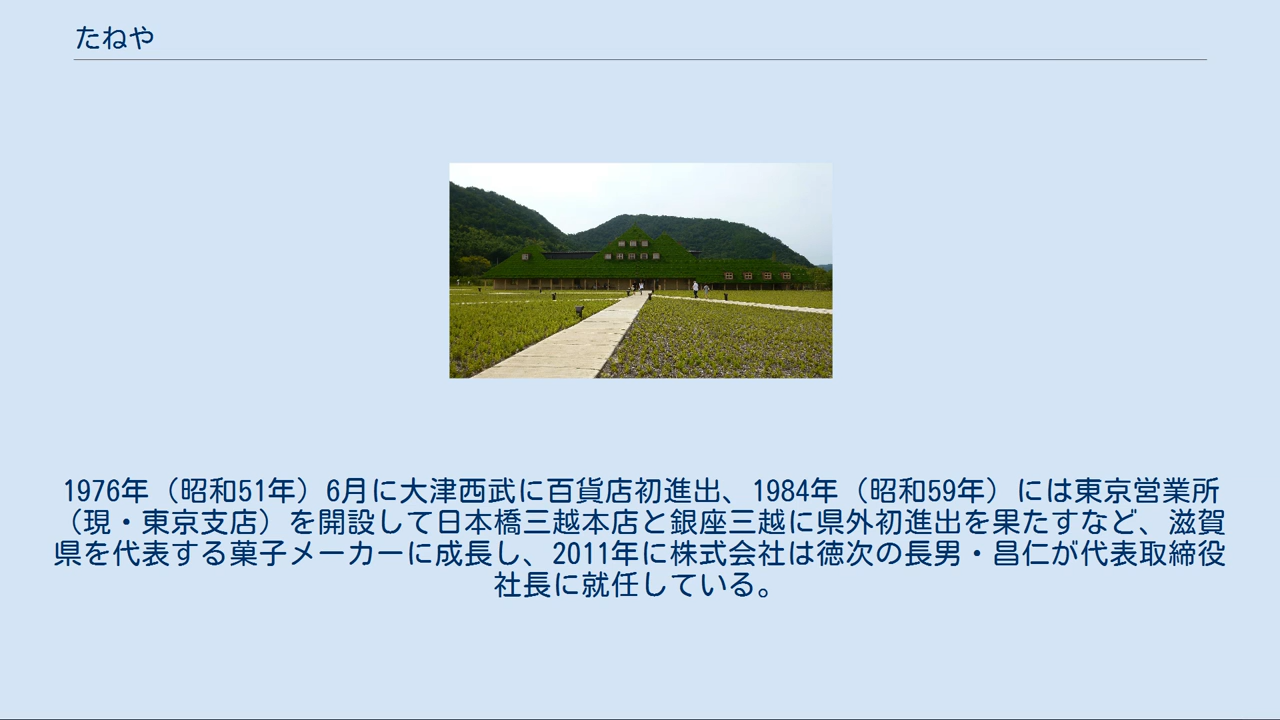 たねや
1976年（昭和51年）6月に大津西武に百貨店初進出、1984年（昭和59年）には東京営業所
（現・東京支店）を開設して日本橋三越本店と銀座三越に県外初進出を果たすなど、滋賀
県を代表する菓子メーカーに成長し、2011年に株式会社は徳次の長男・昌仁が代表取締役
社長に就任している。